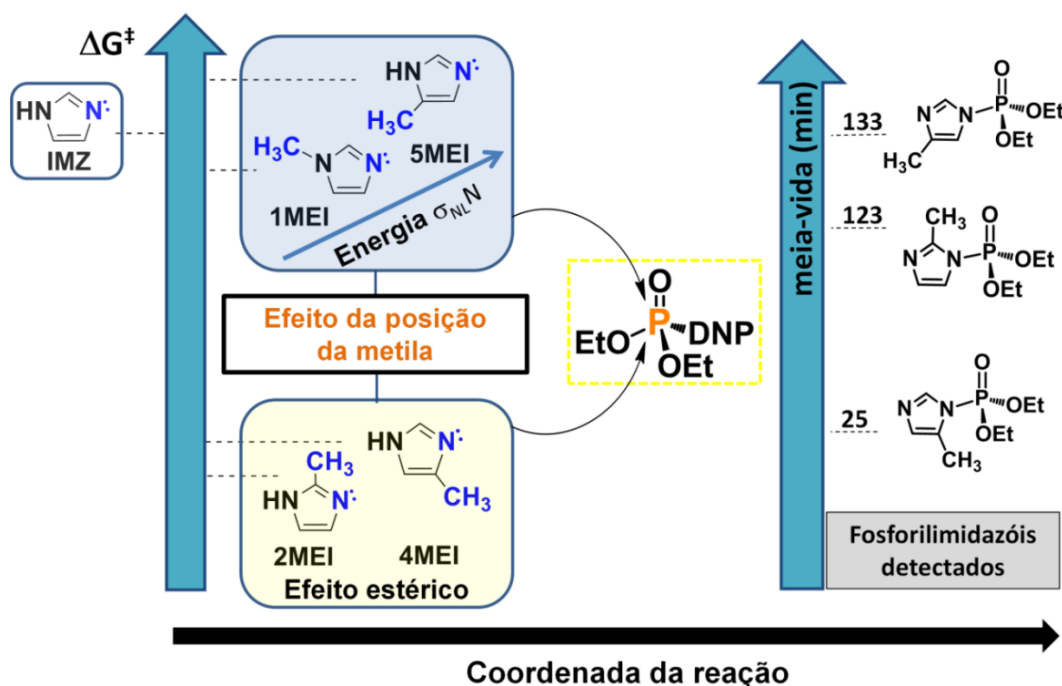 ΔG‡
HN
N:
IMZ
HN
N:
H₃C
5MEI
H₃C
N
N:
1MEI
Energia σNLN
Efeito da posição
da metila
CH₃
HN
N:
2MEI
HN
N:
CH₃
4MEI
Efeito estérico
O
EtO
P
DNP
OEt
meia-vida (min)
133
N
N
P
O
OEt
OEt
H₃C
123
CH₃
N
N
P
O
OEt
OEt
25
N
N
P
O
OEt
OEt
CH₃
Fosforilimidazóis
detectados
Coordenada da reação